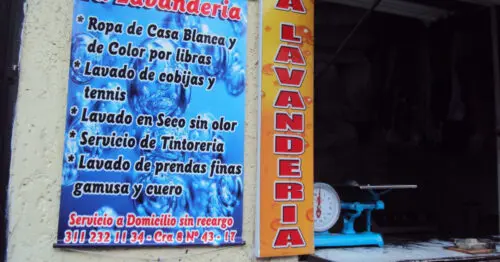 La Lavanderia
* Ropa de Casa Blanca y
de Color por libras
* Lavado de cobijas y
tennis
* Lavado en Seco sin olor
* Servicio de Tintoreria
* Lavado de prendas finas
gamusa y cuero
Servicio a Domicilio sin recargo
311 232 11 34 - Cra 8 Nº 43 - 17
A LAVANDERIA